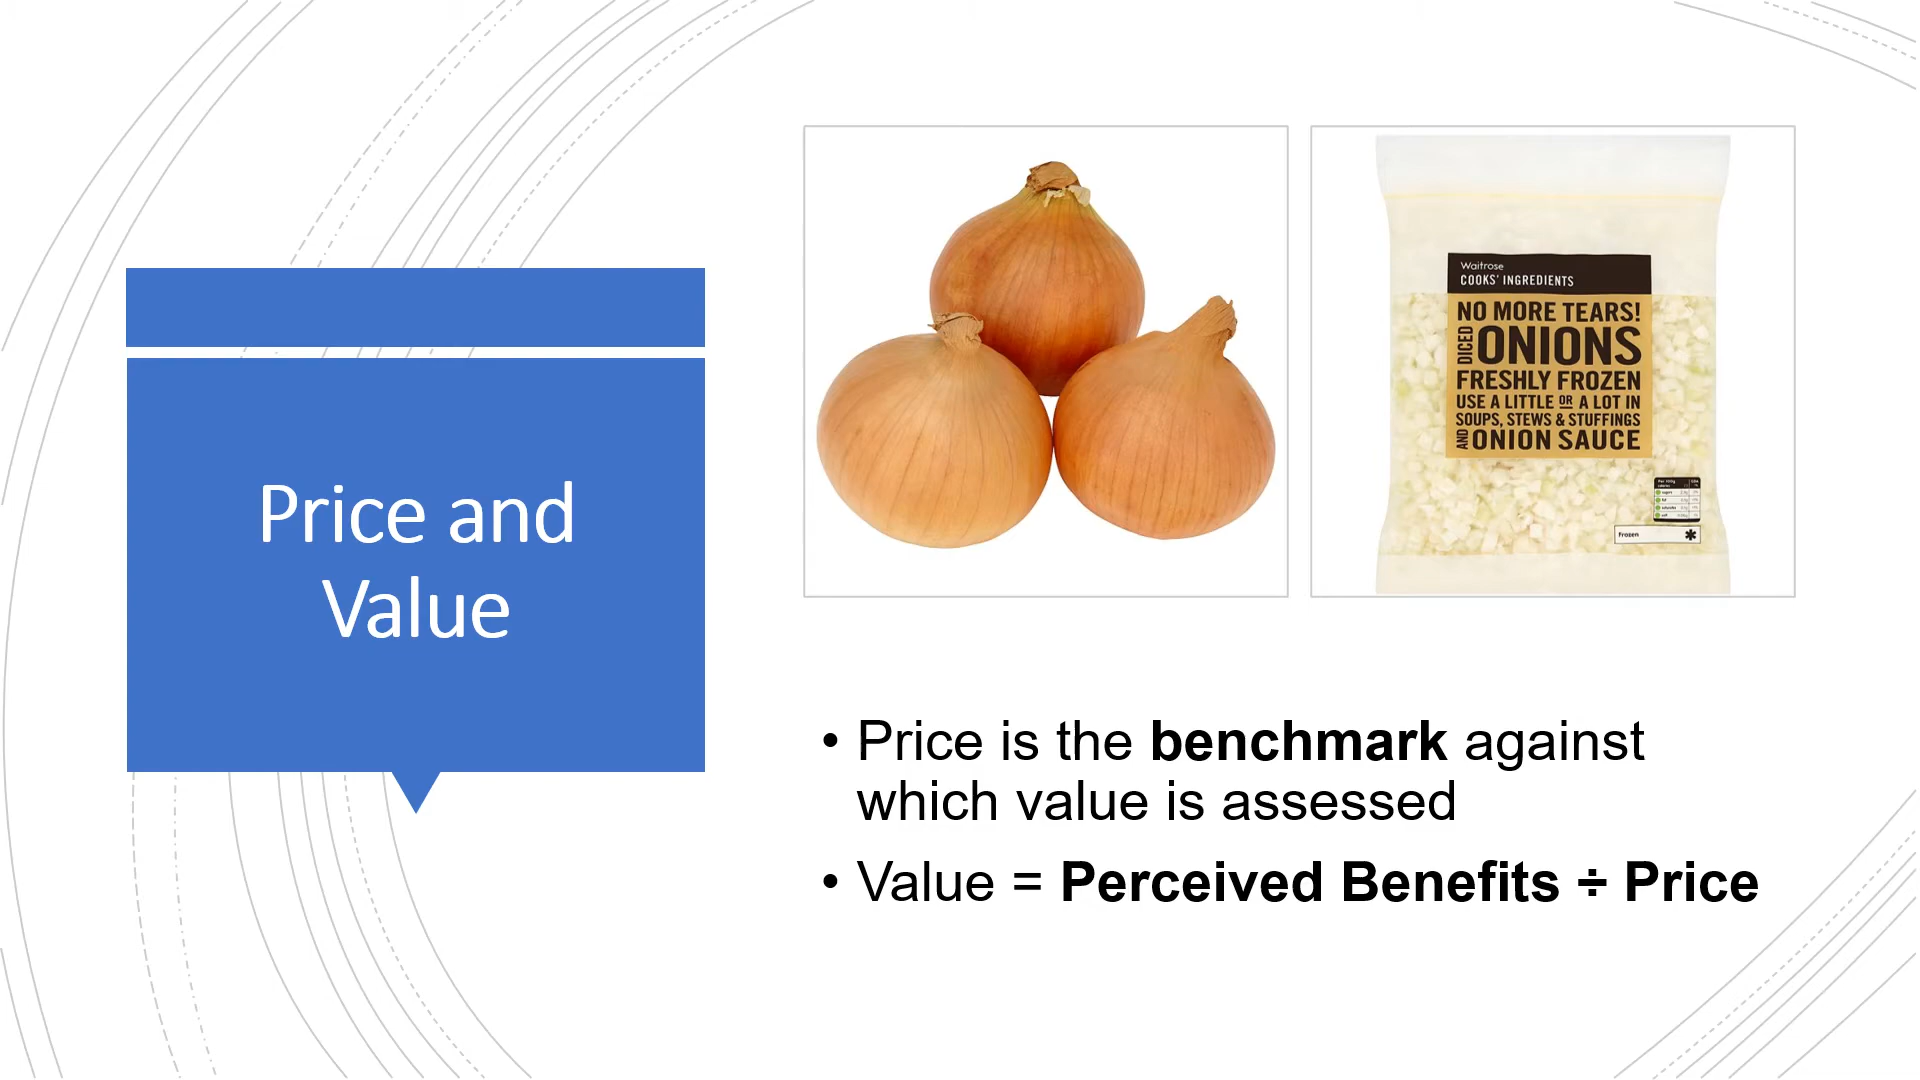 Price and
Value
Waitrose
COOKS' INGREDIENTS
NO MORE TEARS!
DICED ONIONS
FRESHLY FROZEN
USE A LITTLE OR A LOT IN
SOUPS, STEWS & STUFFINGS
AND ONION SAUCE
Frozen
• Price is the benchmark against
which value is assessed
• Value = Perceived Benefits ÷ Price